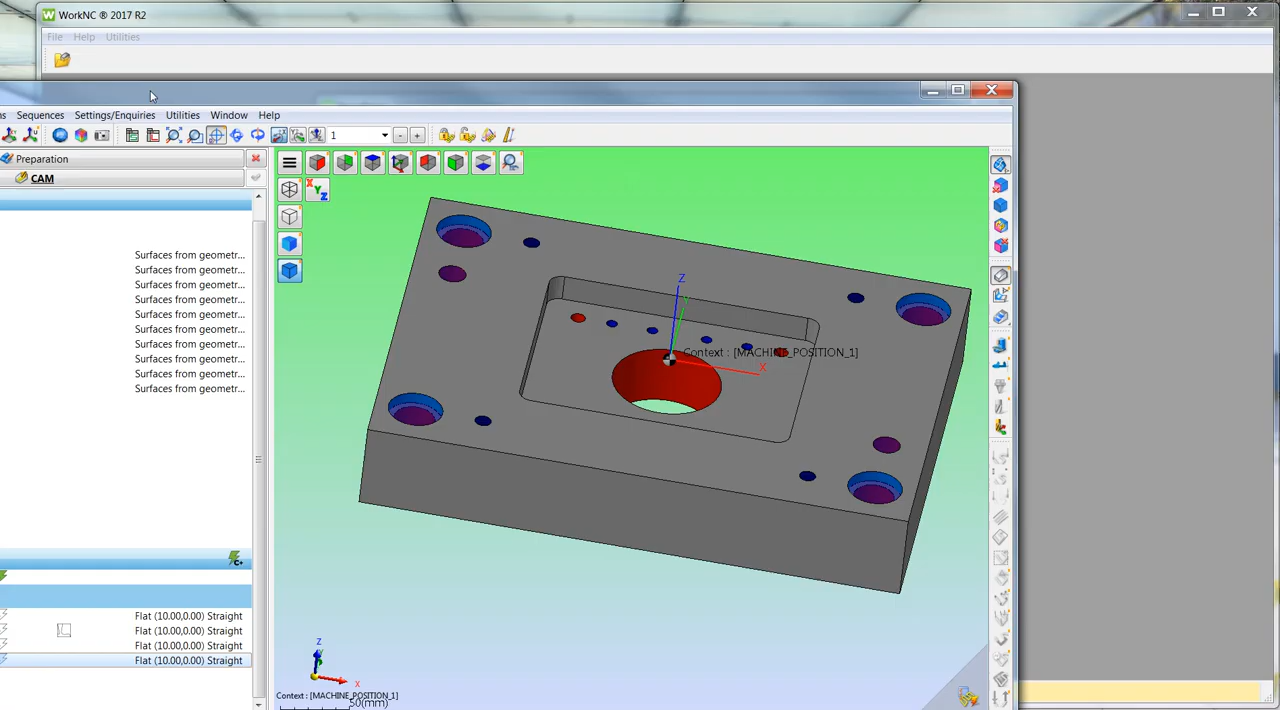 WorkNC ® 2017 R2
File Help Utilities
Sequences Settings/Enquiries Utilities Window Help
1
Preparation
CAM
X
Y
Z
Surfaces from geometr...
Surfaces from geometr...
Surfaces from geometr...
Surfaces from geometr...
Surfaces from geometr...
Surfaces from geometr...
Surfaces from geometr...
Surfaces from geometr...
Surfaces from geometr...
Surfaces from geometr...
Z
Context : [MACHINE_POSITION_1]
X
C+
Flat (10.00,0.00) Straight
Flat (10.00,0.00) Straight
Flat (10.00,0.00) Straight
Flat (10.00,0.00) Straight
Z
X
Context : [MACHINE_POSITION_1]
50(mm)